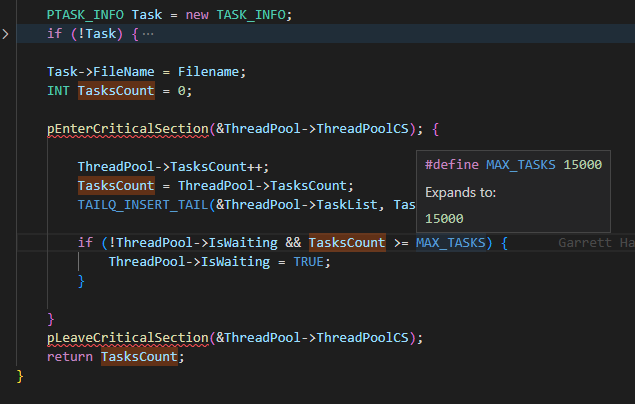 PTASK_INFO Task = new TASK_INFO;
if (!Task) { ⋯
Task->FileName = Filename;
INT TasksCount = 0;
pEnterCriticalSection(&ThreadPool->ThreadPoolCS); {
ThreadPool->TasksCount++;
TasksCount = ThreadPool->TasksCount;
TAILQ_INSERT_TAIL(&ThreadPool->TaskList, Tas
#define MAX_TASKS 15000
Expands to:
15000
if (!ThreadPool->IsWaiting && TasksCount >= MAX_TASKS) { Garrett Ha
ThreadPool->IsWaiting = TRUE;
}
}
pLeaveCriticalSection(&ThreadPool->ThreadPoolCS);
return TasksCount;
}